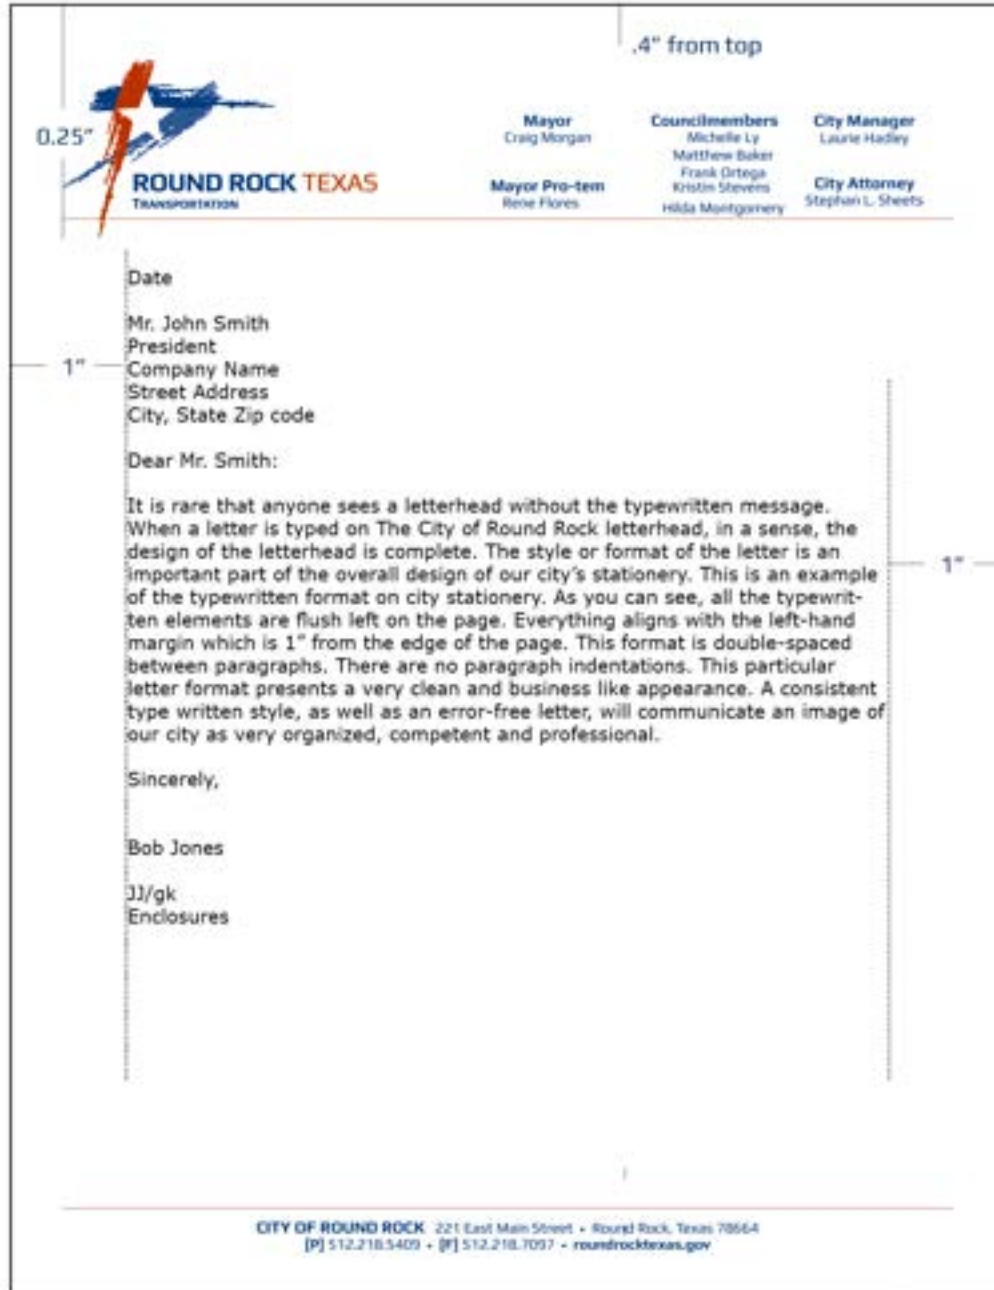 .4" from top
0.25"
ROUND ROCK TEXAS
TRANSPORTATION
Mayor
Craig Morgan
Mayor Pro-tem
Rene Flores
Councilmembers
Michelle Ly
Matthew Baker
Frank Ortega
Kristin Stevens
Hilda Montgomery
City Manager
Laurie Hadley
City Attorney
Stephan L. Sheets
Date
Mr. John Smith
President
1"
Company Name
Street Address
City, State Zip code
Dear Mr. Smith:
It is rare that anyone sees a letterhead without the typewritten message.
When a letter is typed on The City of Round Rock letterhead, in a sense, the
design of the letterhead is complete. The style or format of the letter is an
important part of the overall design of our city's stationery. This is an example
1"
of the typewritten format on city stationery. As you can see, all the typewrit-
ten elements are flush left on the page. Everything aligns with the left-hand
margin which is 1" from the edge of the page. This format is double-spaced
between paragraphs. There are no paragraph indentations. This particular
letter format presents a very clean and business like appearance. A consistent
type written style, as well as an error-free letter, will communicate an image of
our city as very organized, competent and professional.
Sincerely,
Bob Jones
JJ/gk
Enclosures
CITY OF ROUND ROCK 221 East Main Street • Round Rock, Texas 78664
[P] 512.218.5409 • [F] 512.218.7097 • roundrocktexas.gov